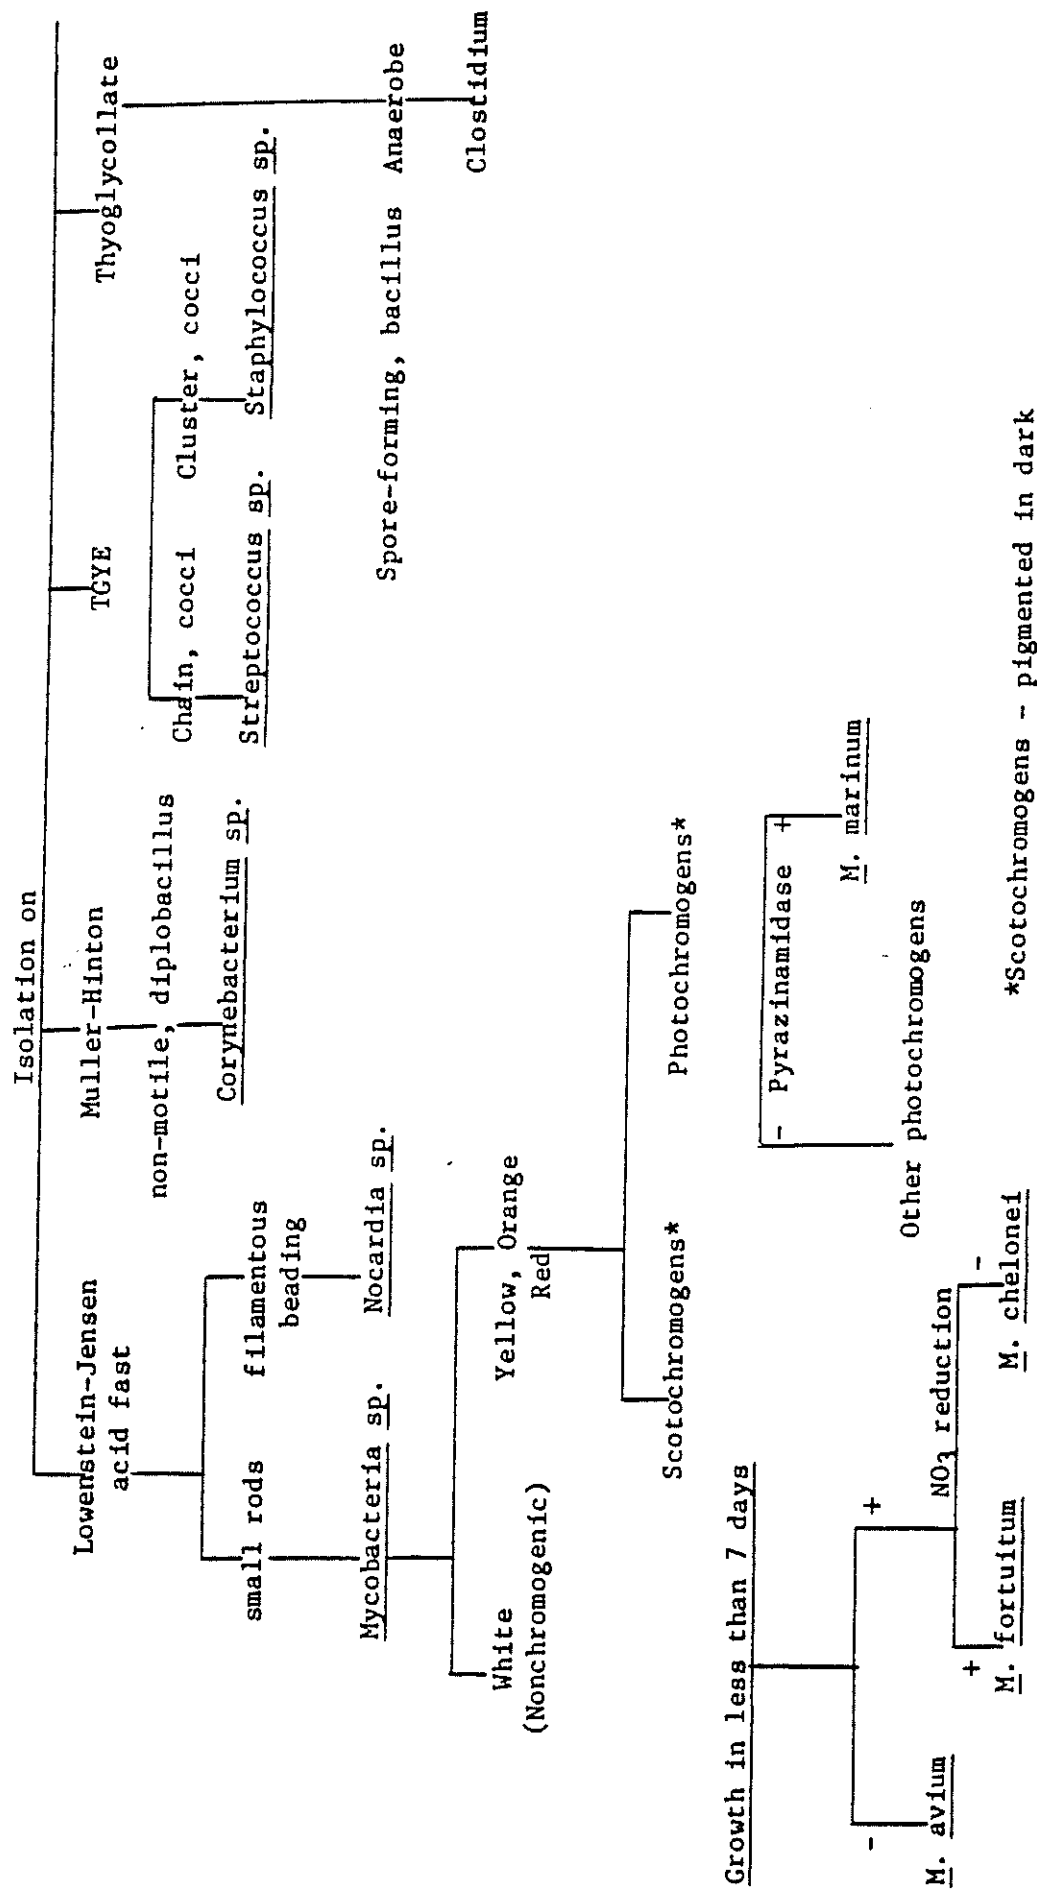 Isolation on
Lowenstein-Jensen
acid fast
Muller-Hinton
TGYE
Thyoglycollate
non-motile, diplobacillus
Chain, cocci
Cluster, cocci
small rods
filamentous
beading
Corynebacterium sp.
Streptococcus sp.
Staphylococcus sp.
Mycobacteria sp.
Nocardia sp.
Spore-forming, bacillus
Anaerobe
Clostidium
White
(Nonchromogenic)
Yellow, Orange
Red
Scotochromogens*
Photochromogens*
Growth in less than 7 days
- Pyrazinamidase +
Other photochromogens
M. marinum
-
+
M. avium
NO3 reduction
+
-
M. fortuitum
M. chelonei
*Scotochromogens - pigmented in dark